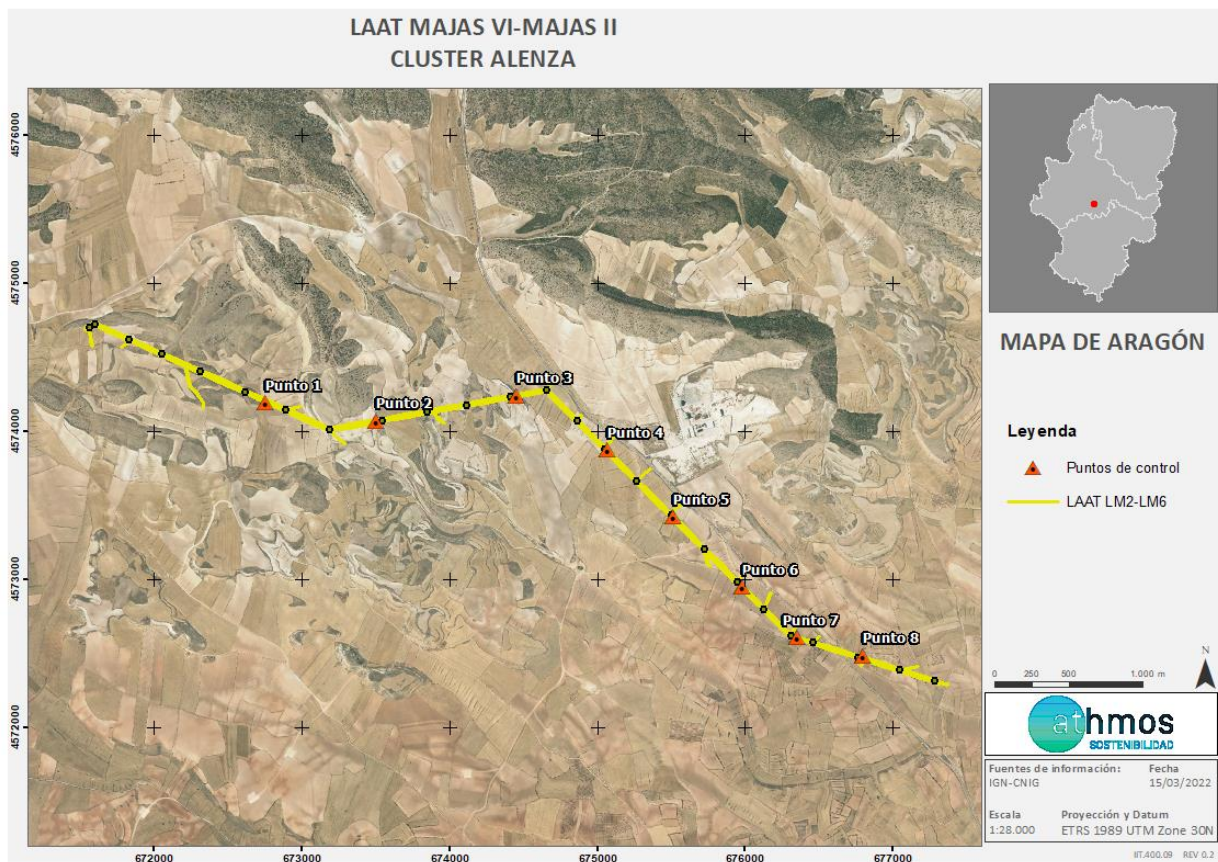 LAAT MAJAS VI-MAJAS II
CLUSTER ALENZA
4576000
4575000
4574000
4573000
4572000
Punto 1
Punto 2
Punto 3
Punto 4
Punto 5
Punto 6
Punto 7
Punto 8
672000
673000
674000
675000
676000
677000
MAPA DE ARAGÓN
Leyenda
Puntos de control
LAAT LM2-LM6
N
0 250 500 1.000 m
athmos
SOSTENIBILIDAD
Fuentes de información: Fecha
IGN-CNIG 15/03/2022
Escala Proyección y Datum
1:28.000 ETRS 1989 UTM Zone 30N
IIT.400.09 REV 0.2